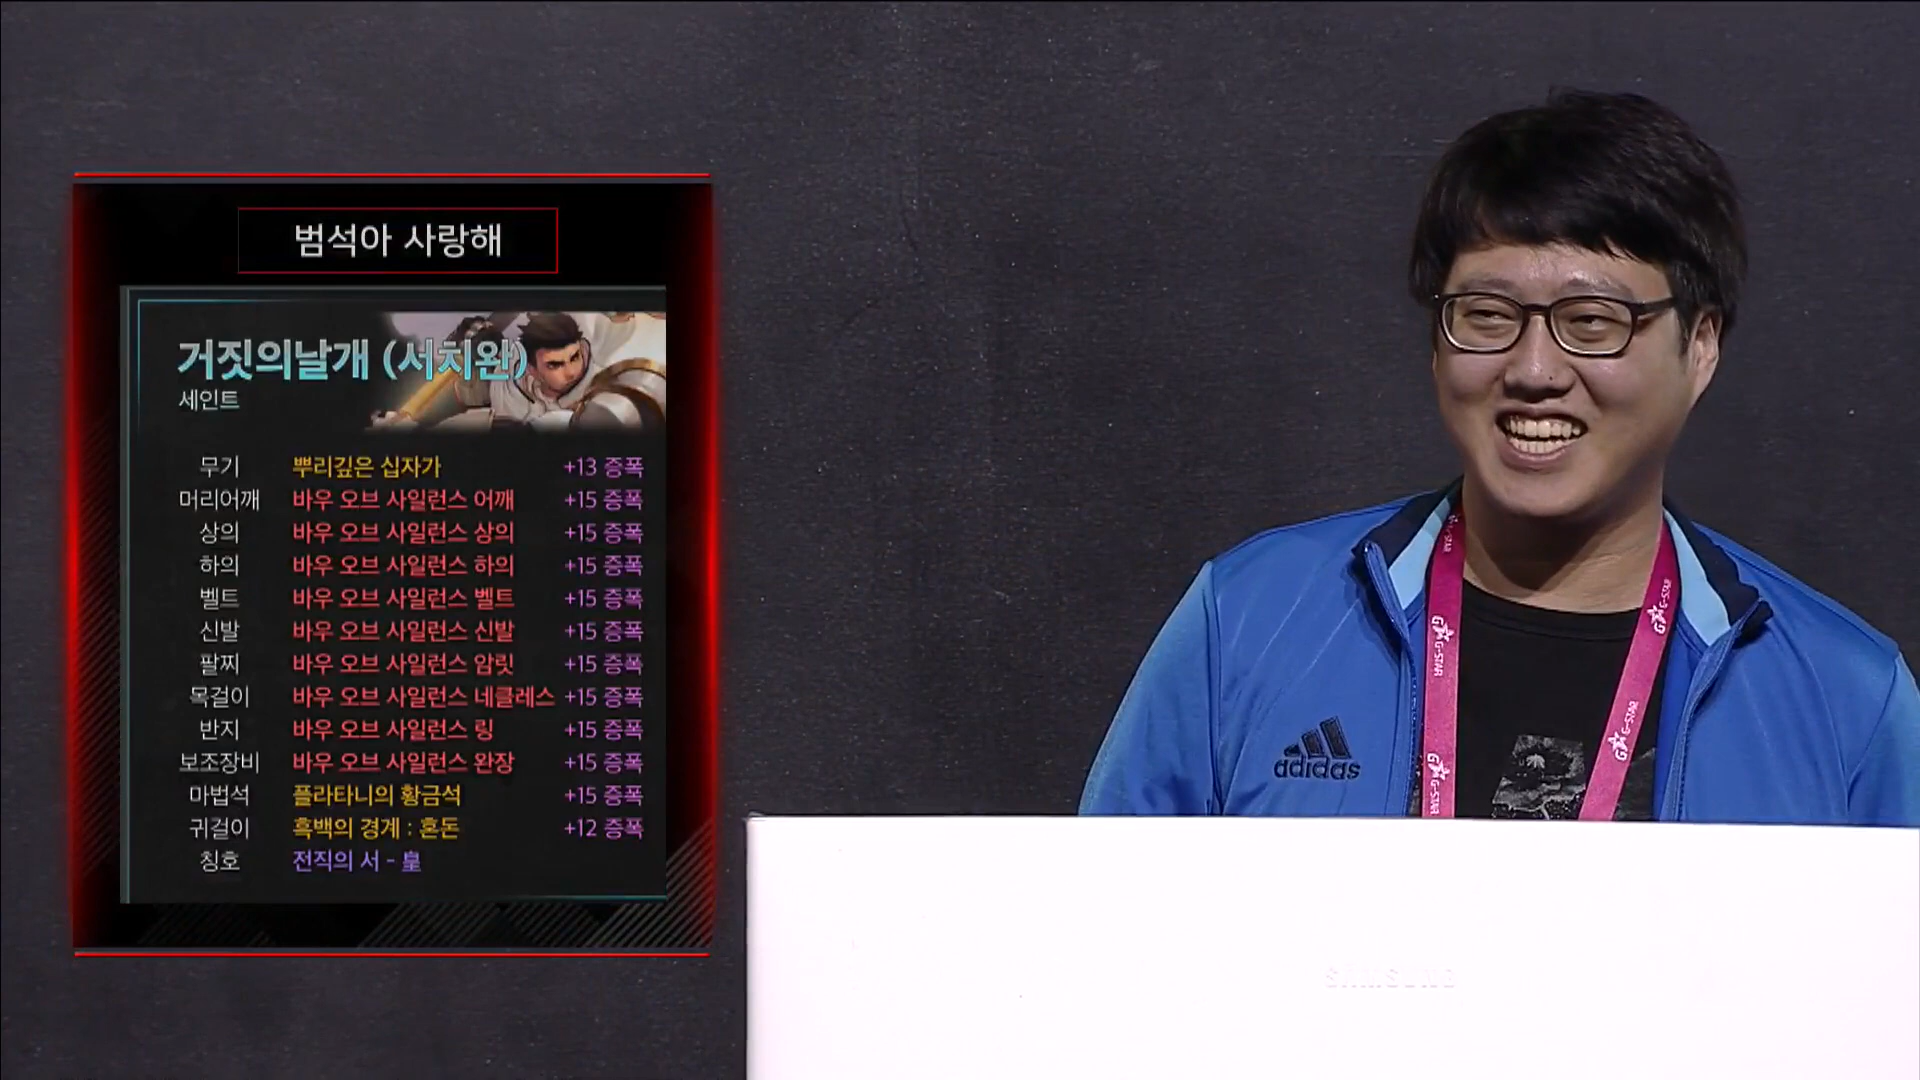 범석아 사랑해
거짓의날개 (서치완)
세인트
무기 뿌리깊은 십자가 +13 증폭
머리어깨 바우 오브 사일런스 어깨 +15 증폭
상의 바우 오브 사일런스 상의 +15 증폭
하의 바우 오브 사일런스 하의 +15 증폭
벨트 바우 오브 사일런스 벨트 +15 증폭
신발 바우 오브 사일런스 신발 +15 증폭
팔찌 바우 오브 사일런스 암릿 +15 증폭
목걸이 바우 오브 사일런스 네클레스 +15 증폭
반지 바우 오브 사일런스 링 +15 증폭
보조장비 바우 오브 사일런스 완장 +15 증폭
마법석 플라타니의 황금석 +15 증폭
귀걸이 흑백의 경계 : 혼돈 +12 증폭
칭호 전직의 서 - 皇
G-STAR
G-STAR
G-STAR
G-STAR
G-STAR
adidas
SAMSUNG